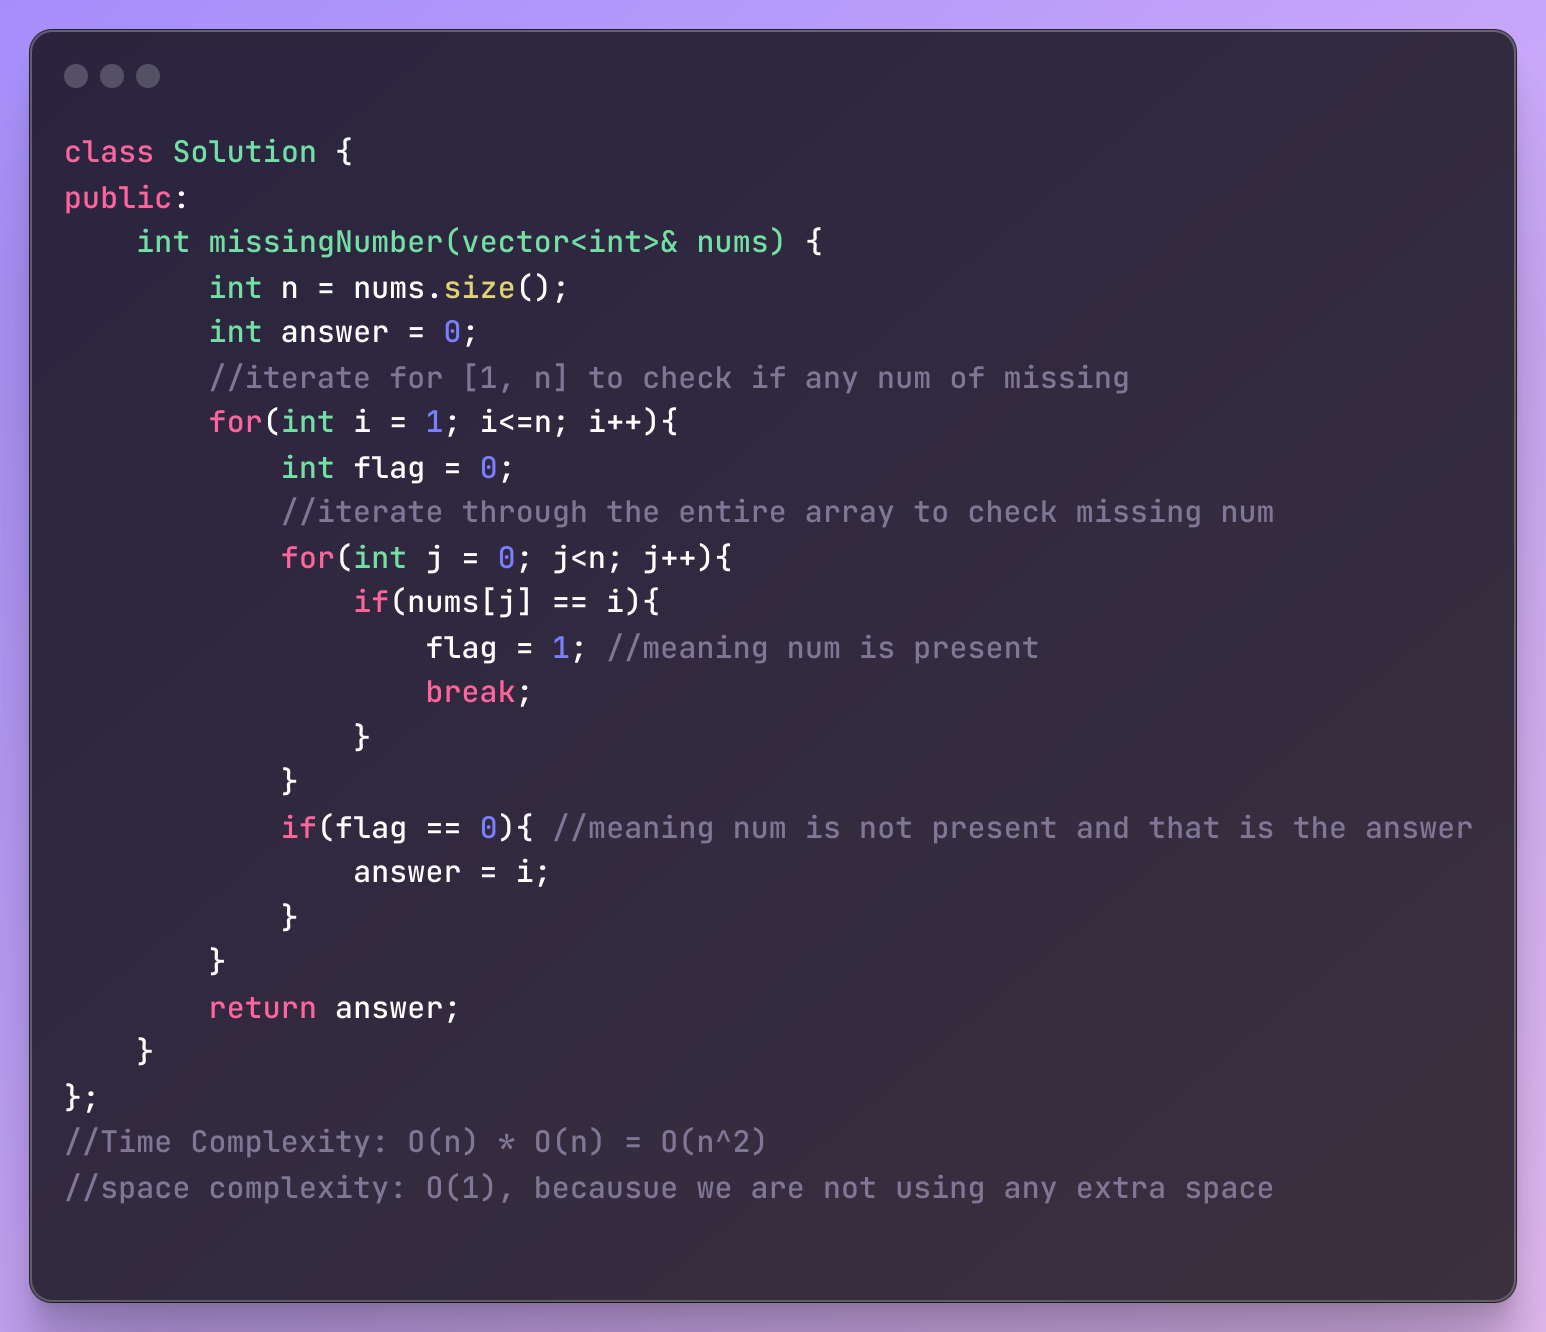 class Solution {
public:
    int missingNumber(vector<int>& nums) {
        int n = nums.size();
        int answer = 0;
        //iterate for [1, n] to check if any num of missing
        for(int i = 1; i<=n; i++){
            int flag = 0;
            //iterate through the entire array to check missing num
            for(int j = 0; j<n; j++){
                if(nums[j] == i){
                    flag = 1; //meaning num is present
                    break;
                }
            }
            if(flag == 0){ //meaning num is not present and that is the answer
                answer = i;
            }
        }
        return answer;
    }
};
//Time Complexity: O(n) * O(n) = O(n^2)
//space complexity: O(1), becausue we are not using any extra space